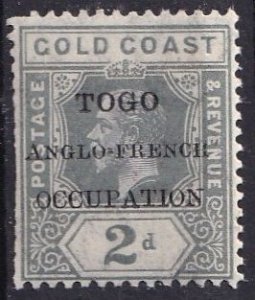 GOLD COAST
POSTAGE
& REVENUE
TOGO
ANGLO-FRENCH
OCCUPATION
2d